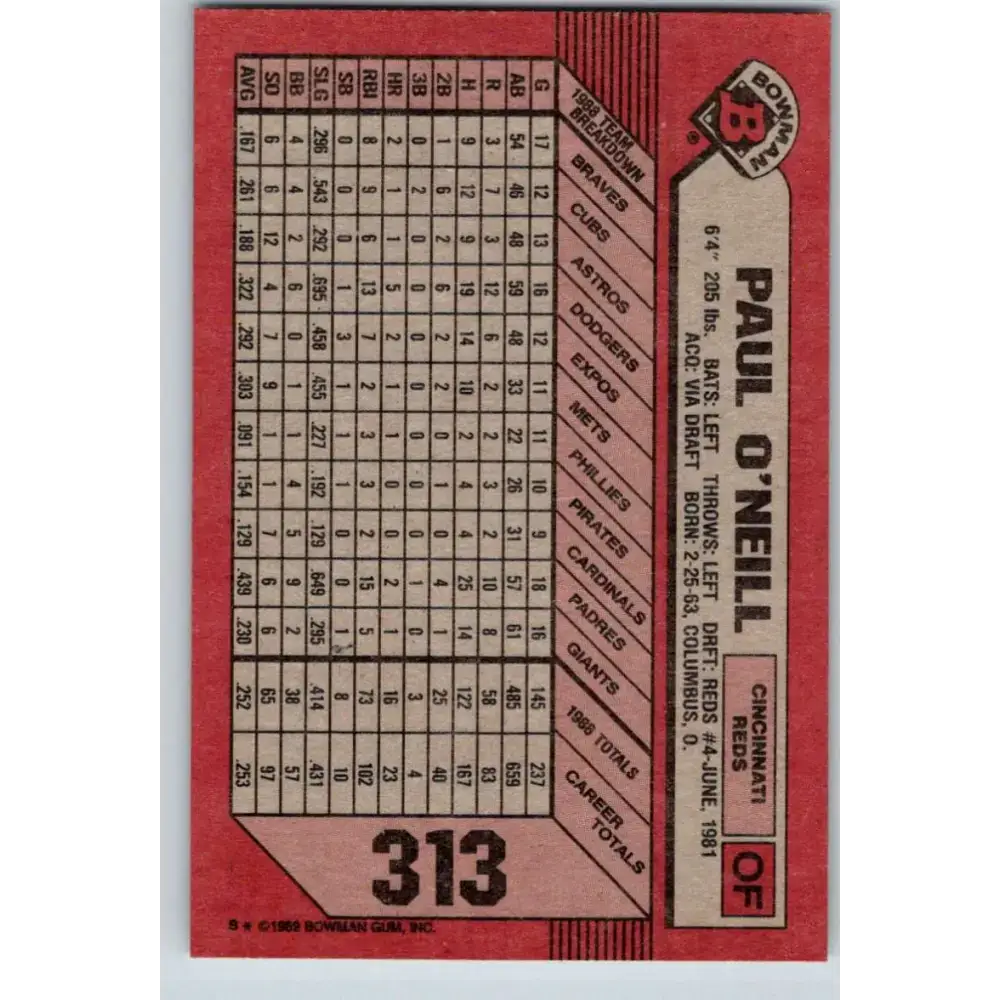 BOWMAN
B
®
PAUL O'NEILL
CINCINNATI
REDS
OF
6'4" 205 lbs. BATS: LEFT THROWS: LEFT DRFT: REDS #4-JUNE, 1981
ACQ: VIA DRAFT BORN: 2-25-63, COLUMBUS, O.
1988 TEAM
BREAKDOWN
BRAVES
CUBS
ASTROS
DODGERS
EXPOS
METS
PHILLIES
PIRATES
CARDINALS
PADRES
GIANTS
1988 TOTALS
CAREER
TOTALS
G 17 12 13 16 12 11 11 10 9 18 16 145 237
AB 54 46 48 59 48 33 22 26 31 57 61 485 659
R 3 7 3 12 6 2 2 3 2 10 8 58 83
H 9 12 9 19 14 10 2 4 4 25 14 122 167
2B 1 6 2 6 2 2 0 1 0 4 1 25 40
3B 0 2 0 0 0 0 0 0 0 1 0 3 4
HR 2 1 1 5 2 1 1 0 0 2 1 16 23
RBI 8 9 6 13 7 2 3 3 2 15 5 73 102
SB 0 0 0 1 3 1 1 1 0 0 1 8 10
SLG .296 .543 .292 .695 .458 .455 .227 .192 .129 .649 .295 .414 .431
BB 4 4 2 6 0 1 1 4 5 9 2 38 57
SO 6 6 12 4 7 9 1 1 7 6 6 65 97
AVG .167 .261 .188 .322 .292 .303 .091 .154 .129 .439 .230 .252 .253
313
9 * ©1989 BOWMAN GUM, INC.